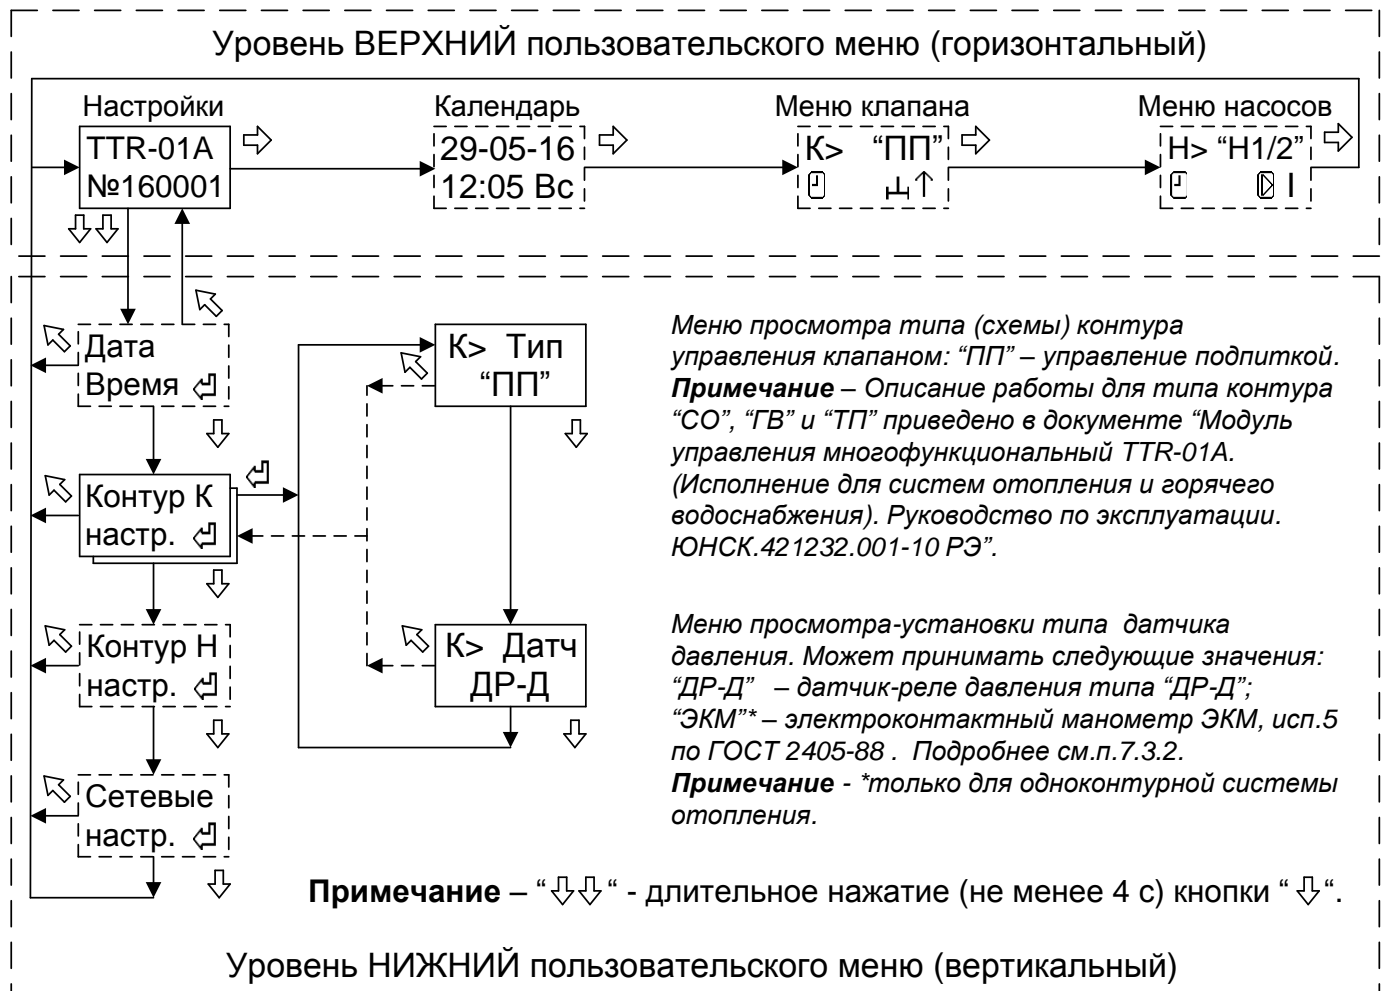 Уровень ВЕРХНИЙ пользовательского меню (горизонтальный)
Настройки
TTR-01A
№160001
Календарь
29-05-16
12:05 Вс
Меню клапана
К> “ПП”
Меню насосов
Н> “Н1/2”
I
Дата
Время
Контур К
настр.
Контур Н
настр.
Сетевые
настр.
К> Тип
“ПП”
К> Датч
ДР-Д
Меню просмотра типа (схемы) контура
управления клапаном: “ПП” – управление подпиткой.
Примечание – Описание работы для типа контура
“СО”, “ГВ” и “ТП” приведено в документе “Модуль
управления многофункциональный TTR-01A.
(Исполнение для систем отопления и горячего
водоснабжения). Руководство по эксплуатации.
ЮНСК.421232.001-10 РЭ”.
Меню просмотра-установки типа датчика
давления. Может принимать следующие значения:
“ДР-Д” – датчик-реле давления типа “ДР-Д”;
“ЭКМ”* – электроконтактный манометр ЭКМ, исп.5
по ГОСТ 2405-88 . Подробнее см.п.7.3.2.
Примечание - *только для одноконтурной системы
отопления.
Примечание – “⇩⇩“ - длительное нажатие (не менее 4 с) кнопки “ ⇩“.
Уровень НИЖНИЙ пользовательского меню (вертикальный)